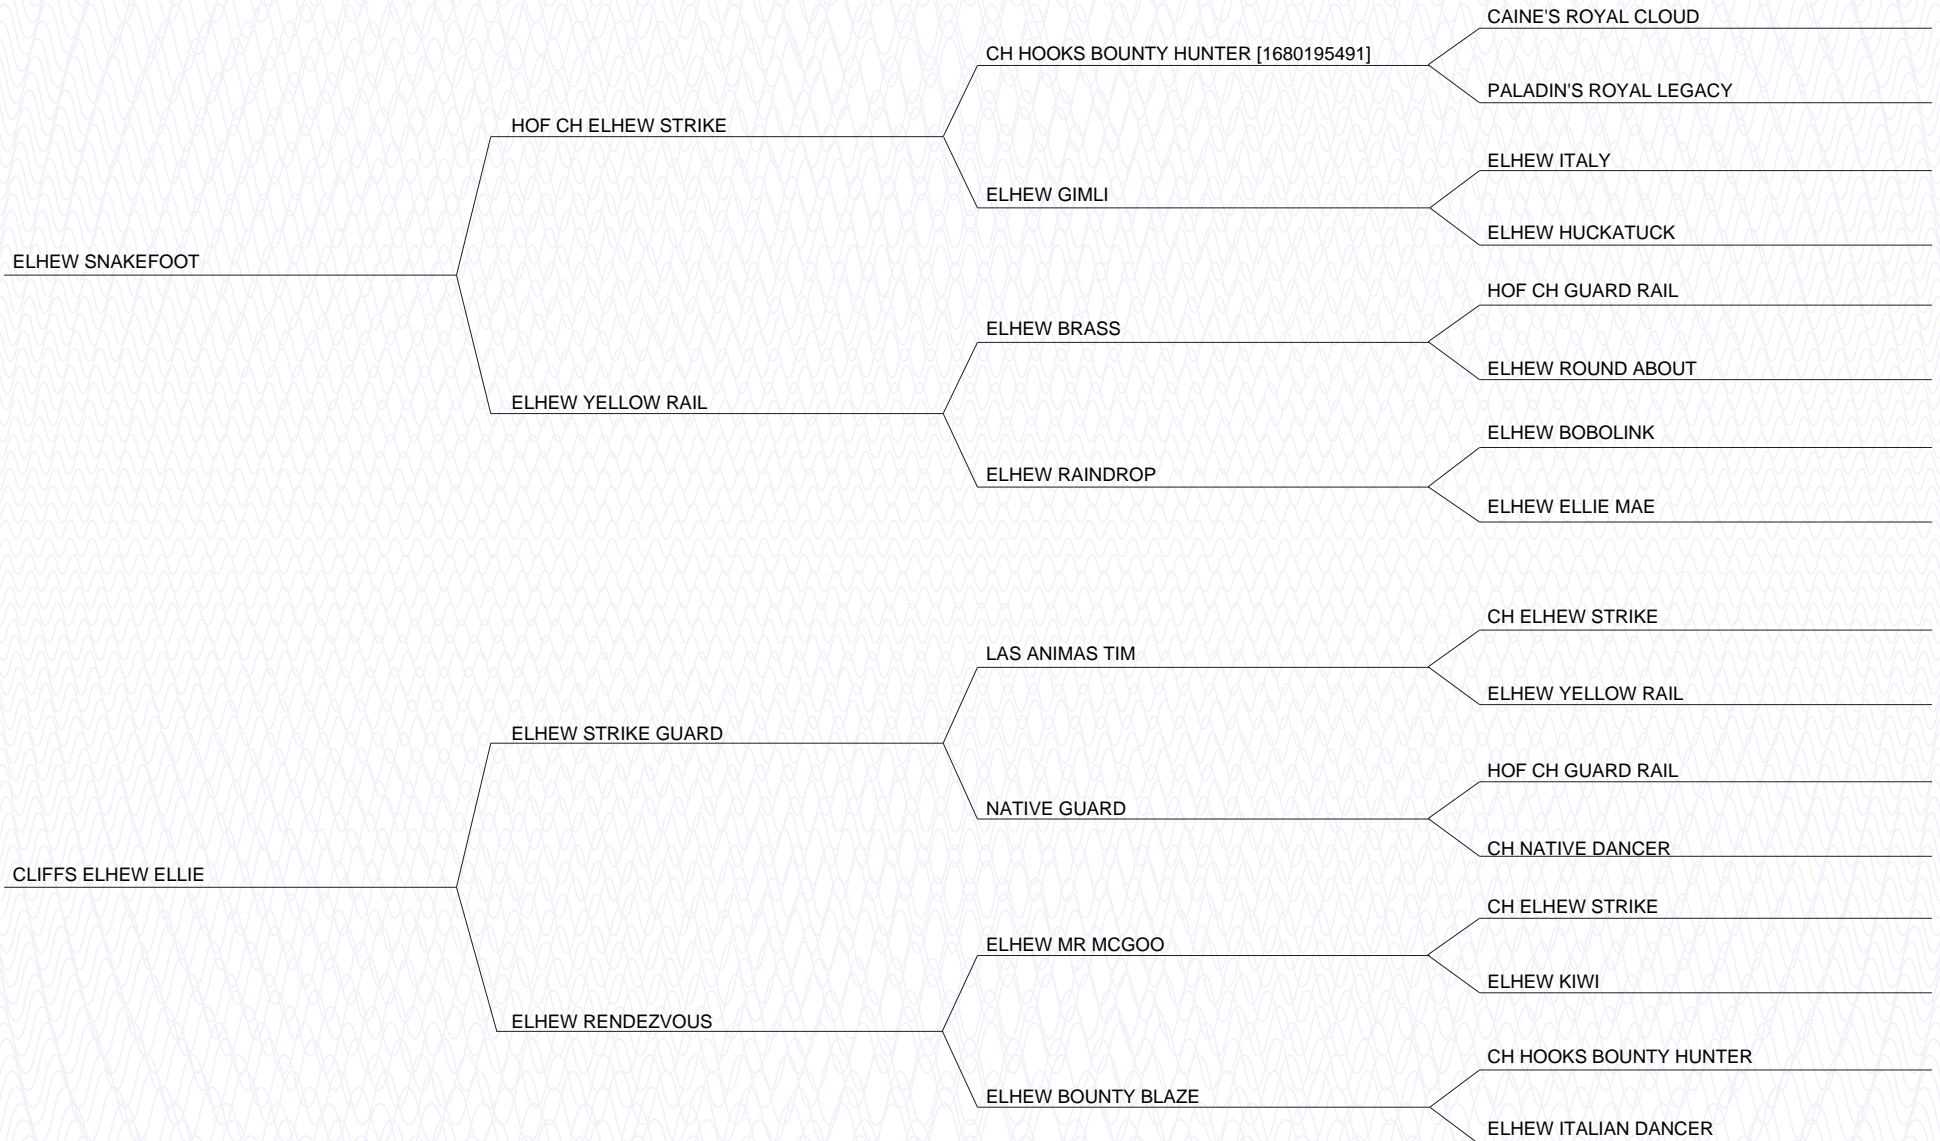 CAINE'S ROYAL CLOUD
CH HOOKS BOUNTY HUNTER [1680195491]
PALADIN'S ROYAL LEGACY
HOF CH ELHEW STRIKE
ELHEW ITALY
ELHEW GIMLI
ELHEW HUCKATUCK
ELHEW SNAKEFOOT
HOF CH GUARD RAIL
ELHEW BRASS
ELHEW ROUND ABOUT
ELHEW YELLOW RAIL
ELHEW BOBOLINK
ELHEW RAINDROP
ELHEW ELLIE MAE
CH ELHEW STRIKE
LAS ANIMAS TIM
ELHEW YELLOW RAIL
ELHEW STRIKE GUARD
HOF CH GUARD RAIL
NATIVE GUARD
CH NATIVE DANCER
CLIFFS ELHEW ELLIE
CH ELHEW STRIKE
ELHEW MR MCGOO
ELHEW KIWI
ELHEW RENDEZVOUS
CH HOOKS BOUNTY HUNTER
ELHEW BOUNTY BLAZE
ELHEW ITALIAN DANCER